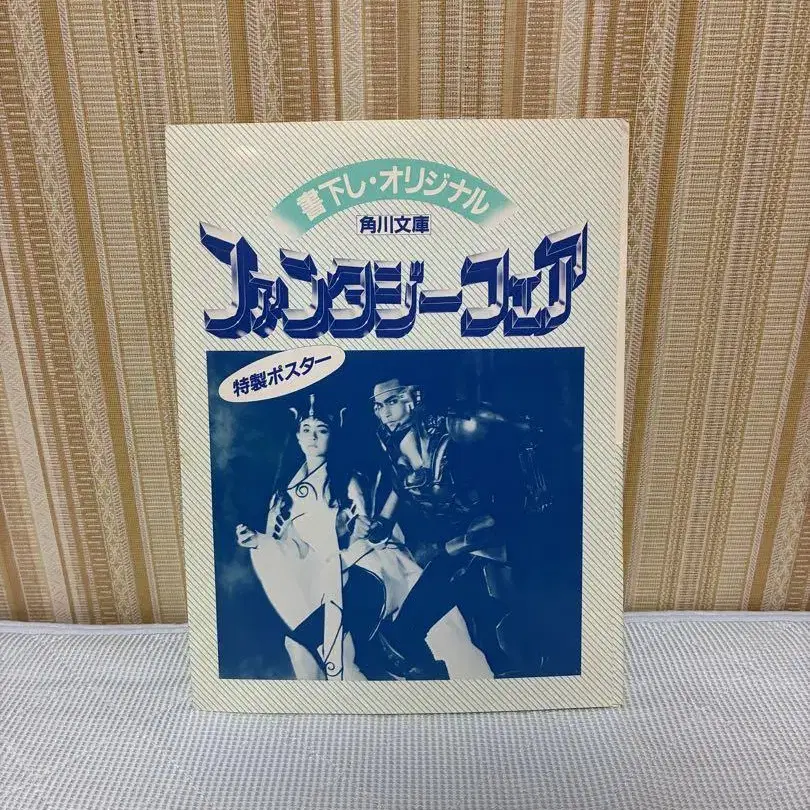 書下し・オリジナル
角川文庫
ファンタジーフェア
特製ポスター